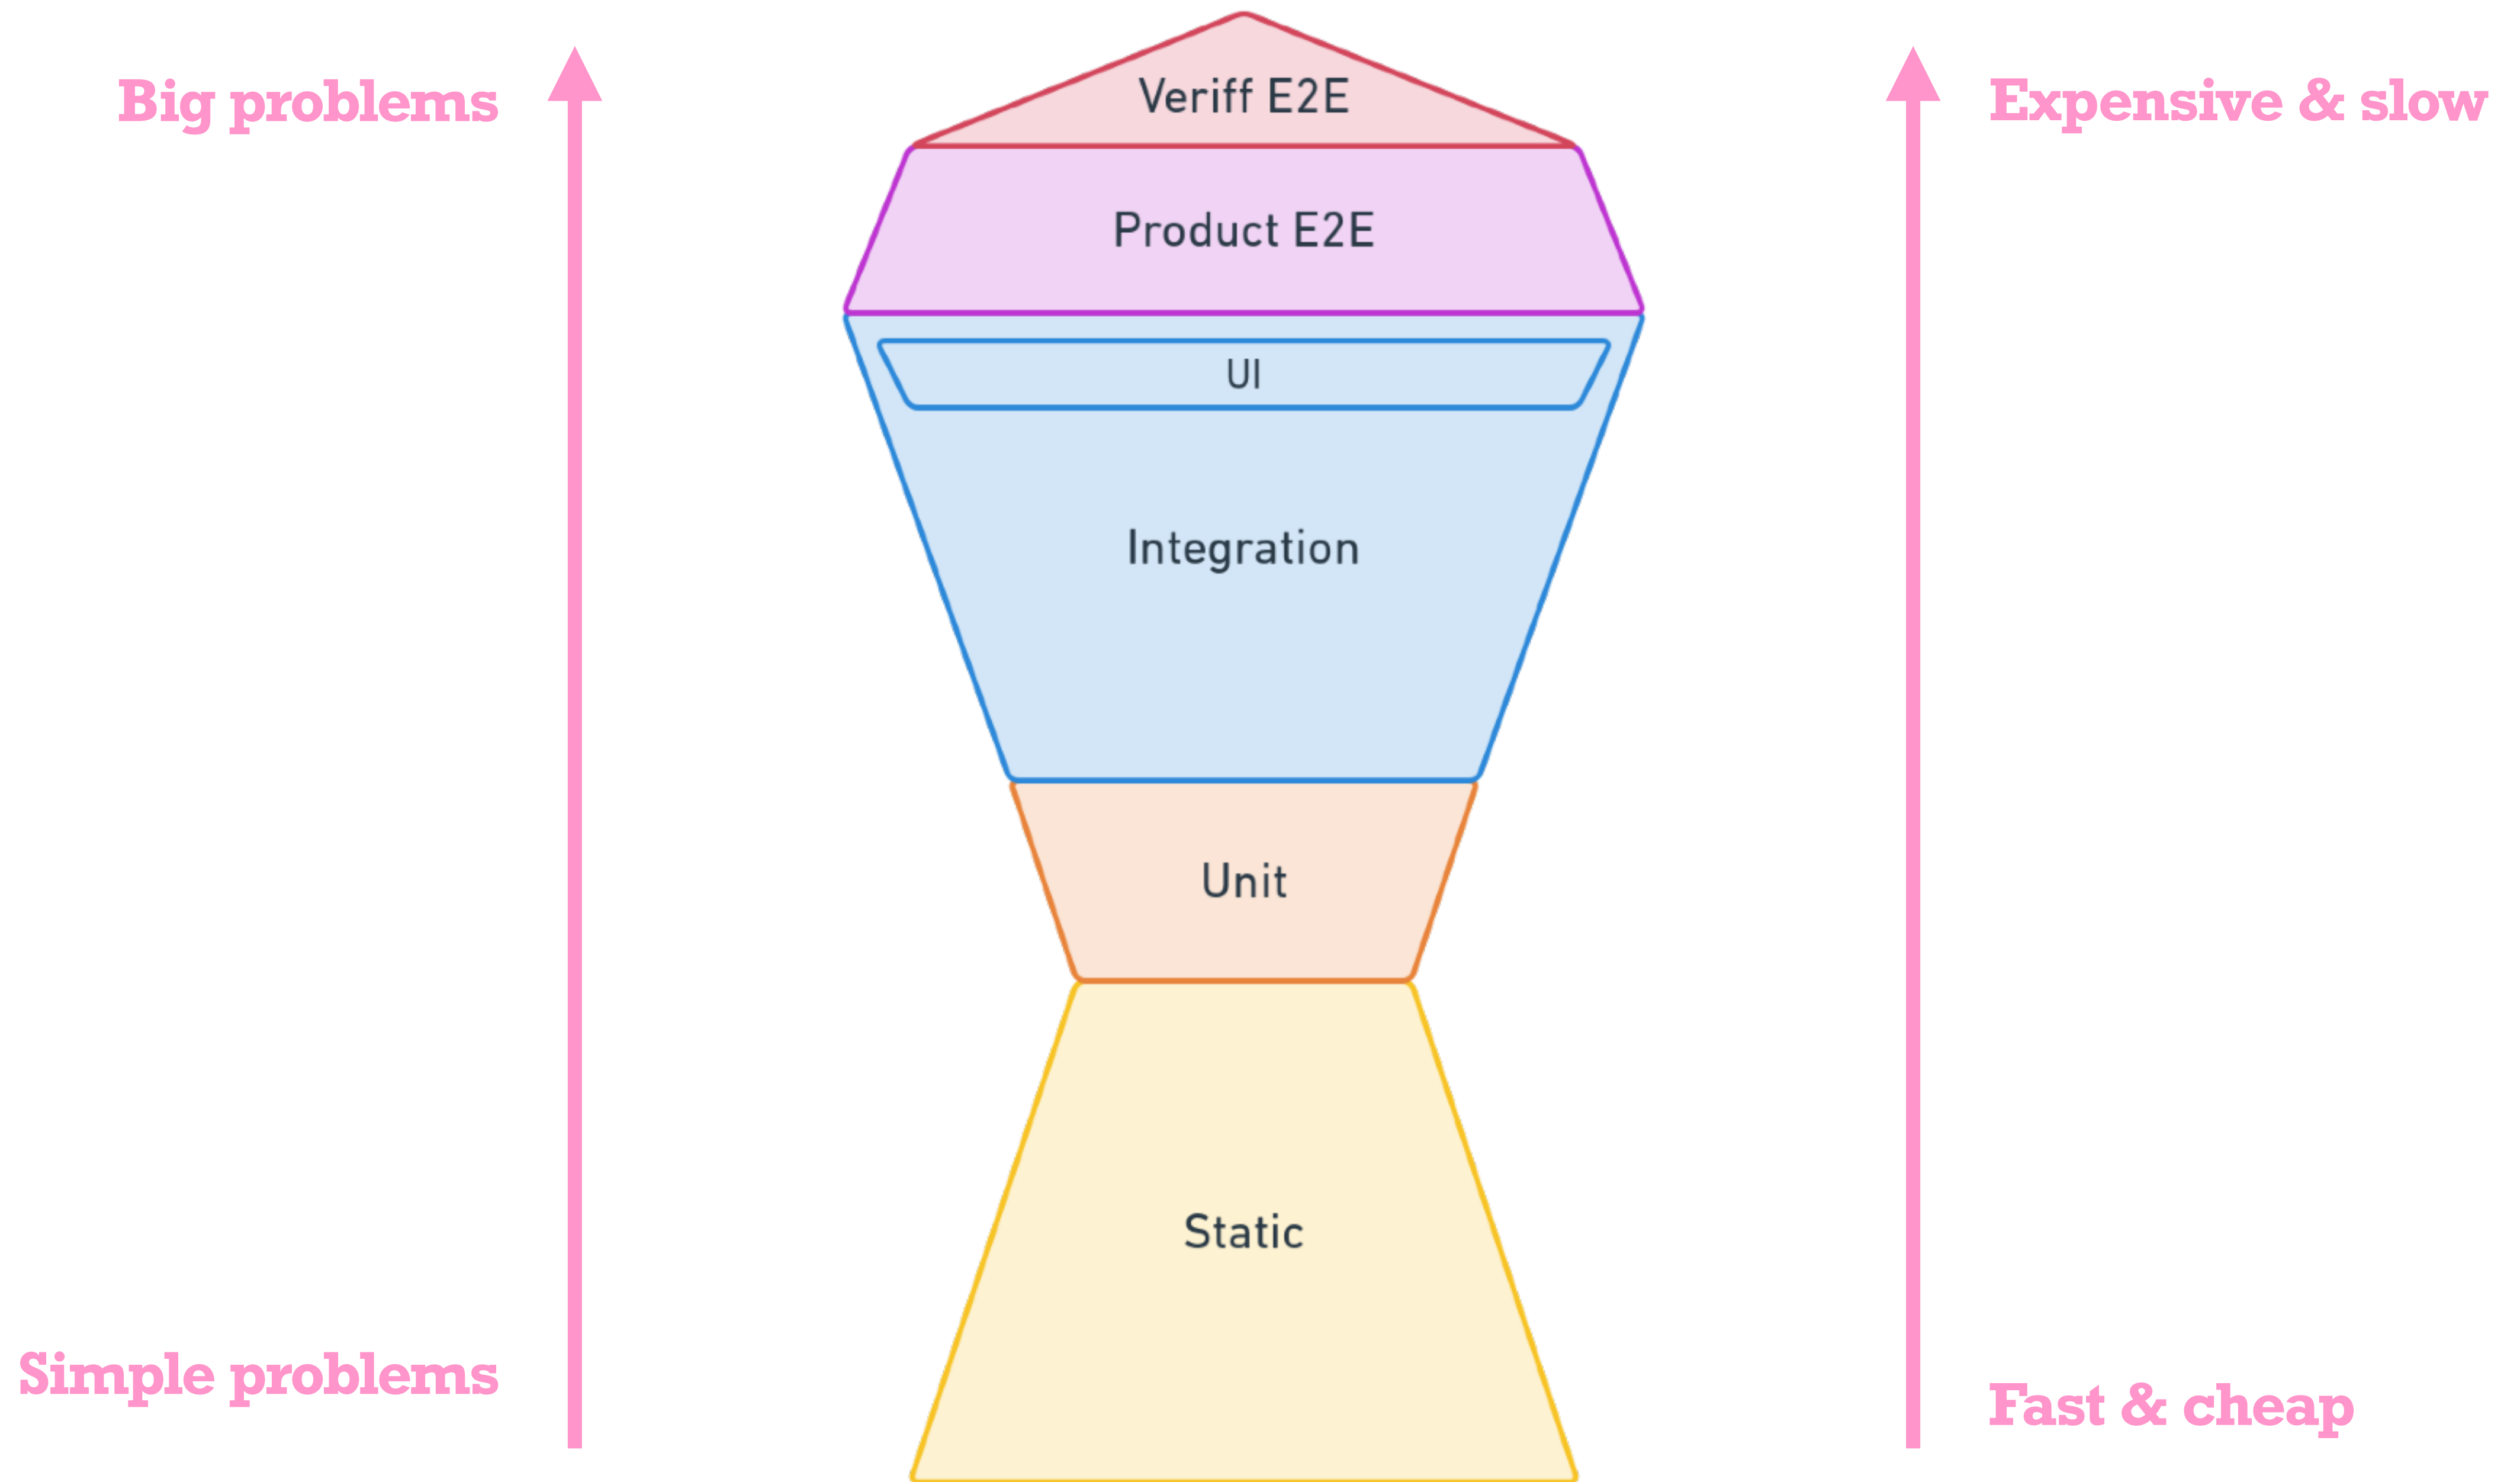 Big problems
Veriff E2E
Expensive & slow
Product E2E
UI
Integration
Unit
Static
Simple problems
Fast & cheap